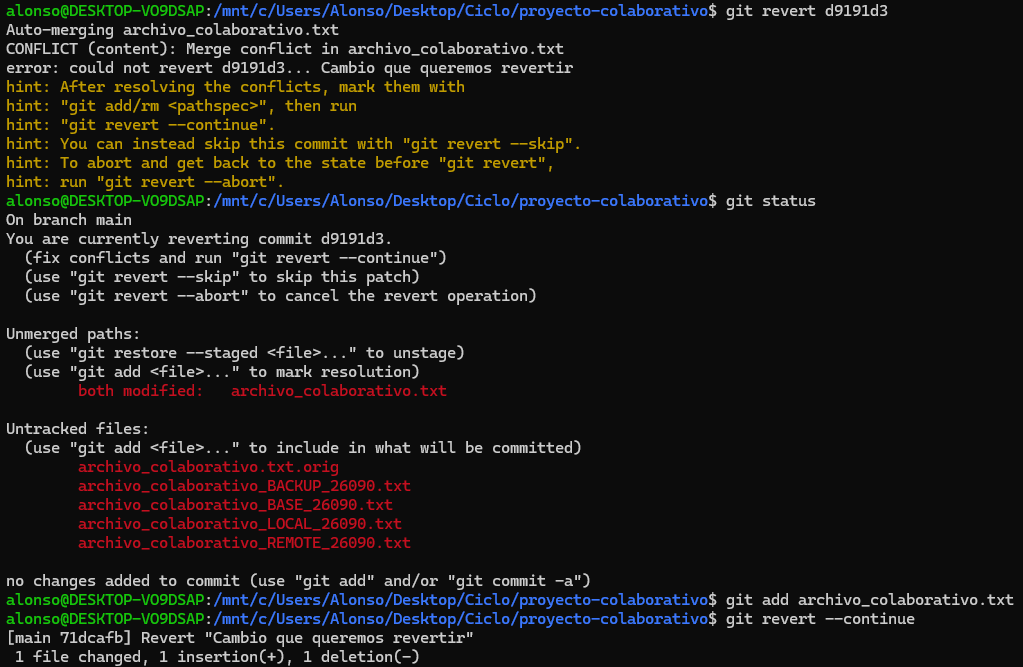 alonso@DESKTOP-VO9DSAP:/mnt/c/Users/Alonso/Desktop/Ciclo/proyecto-colaborativo$ git revert d9191d3
Auto-merging archivo_colaborativo.txt
CONFLICT (content): Merge conflict in archivo_colaborativo.txt
error: could not revert d9191d3... Cambio que queremos revertir
hint: After resolving the conflicts, mark them with
hint: "git add/rm <pathspec>", then run
hint: "git revert --continue".
hint: You can instead skip this commit with "git revert --skip".
hint: To abort and get back to the state before "git revert",
hint: run "git revert --abort".
alonso@DESKTOP-VO9DSAP:/mnt/c/Users/Alonso/Desktop/Ciclo/proyecto-colaborativo$ git status
On branch main
You are currently reverting commit d9191d3.
  (fix conflicts and run "git revert --continue")
  (use "git revert --skip" to skip this patch)
  (use "git revert --abort" to cancel the revert operation)

Unmerged paths:
  (use "git restore --staged <file>..." to unstage)
  (use "git add <file>..." to mark resolution)
        both modified:   archivo_colaborativo.txt

Untracked files:
  (use "git add <file>..." to include in what will be committed)
        archivo_colaborativo.txt.orig
        archivo_colaborativo_BACKUP_26090.txt
        archivo_colaborativo_BASE_26090.txt
        archivo_colaborativo_LOCAL_26090.txt
        archivo_colaborativo_REMOTE_26090.txt

no changes added to commit (use "git add" and/or "git commit -a")
alonso@DESKTOP-VO9DSAP:/mnt/c/Users/Alonso/Desktop/Ciclo/proyecto-colaborativo$ git add archivo_colaborativo.txt
alonso@DESKTOP-VO9DSAP:/mnt/c/Users/Alonso/Desktop/Ciclo/proyecto-colaborativo$ git revert --continue
[main 71dcafb] Revert "Cambio que queremos revertir"
 1 file changed, 1 insertion(+), 1 deletion(-)